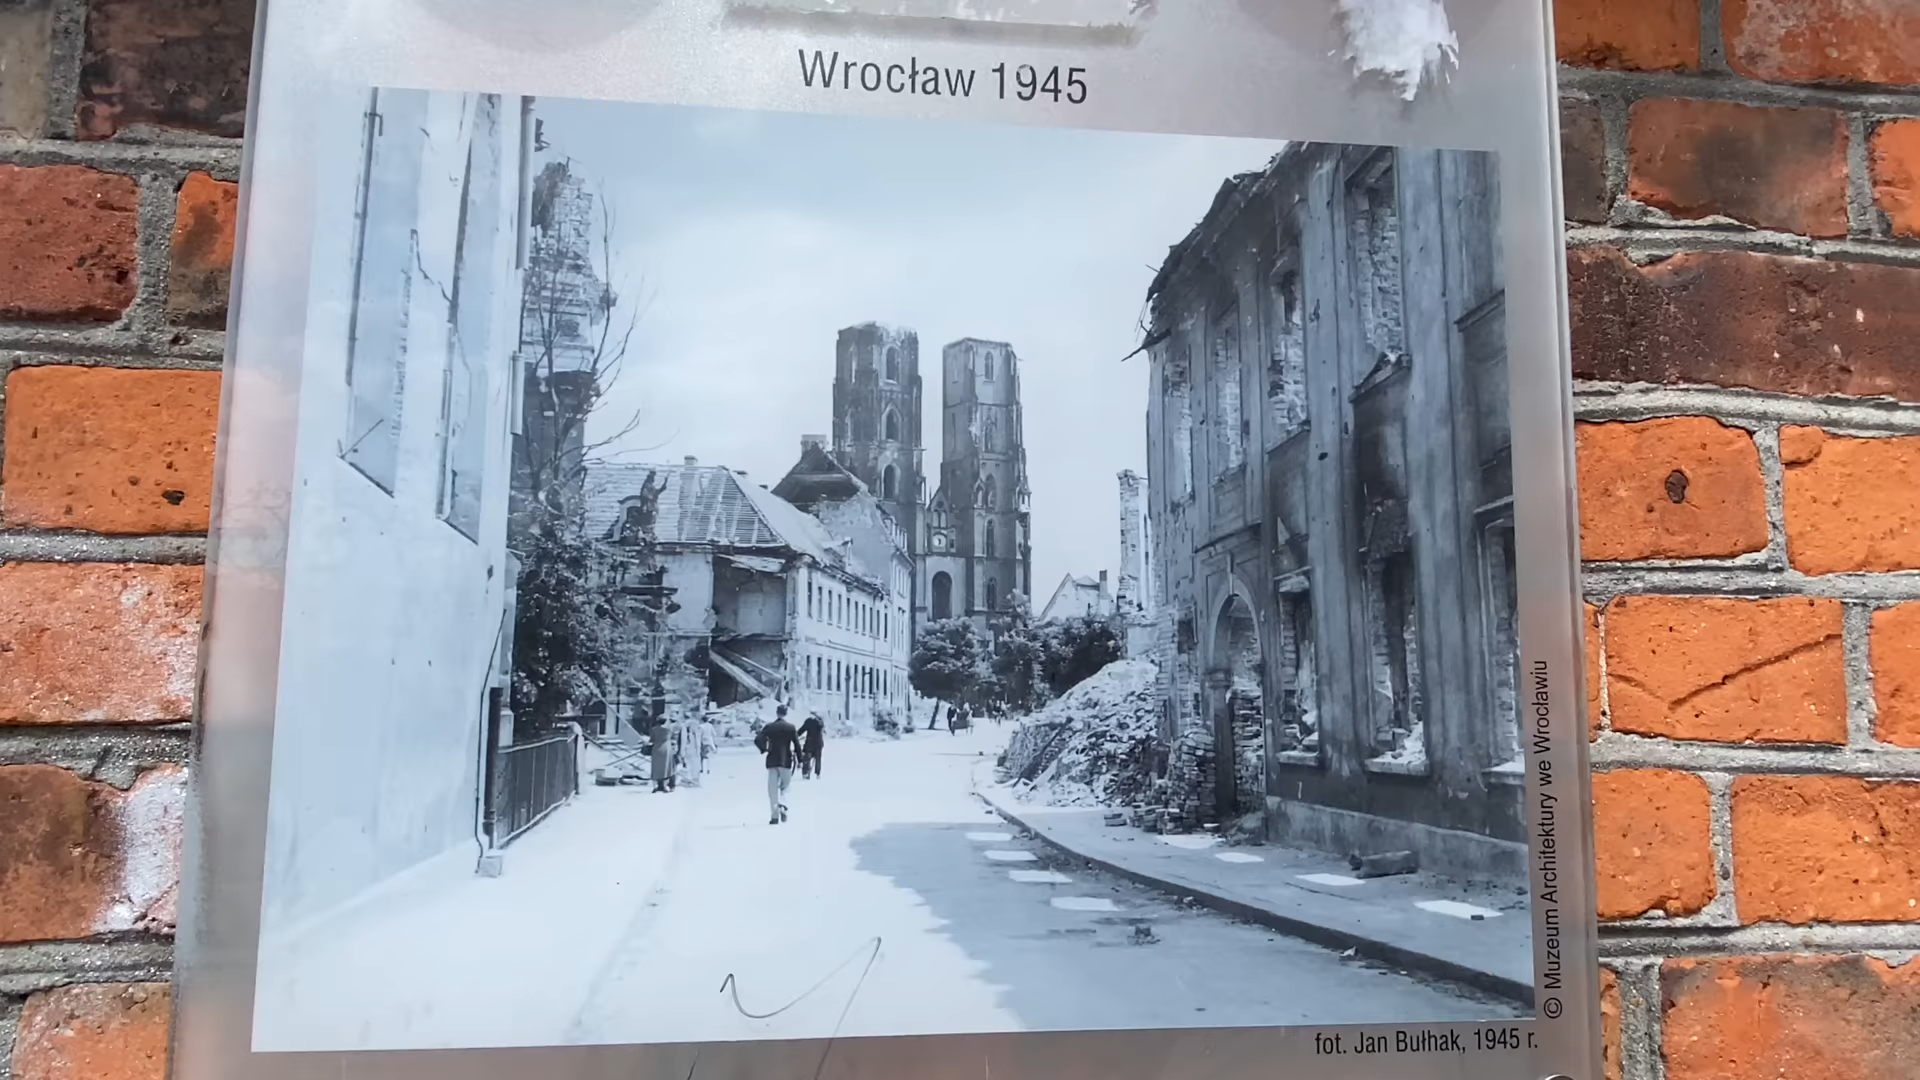 Wrocław 1945
© Muzeum Architektury we Wrocławiu
fot. Jan Bułhak, 1945 r.